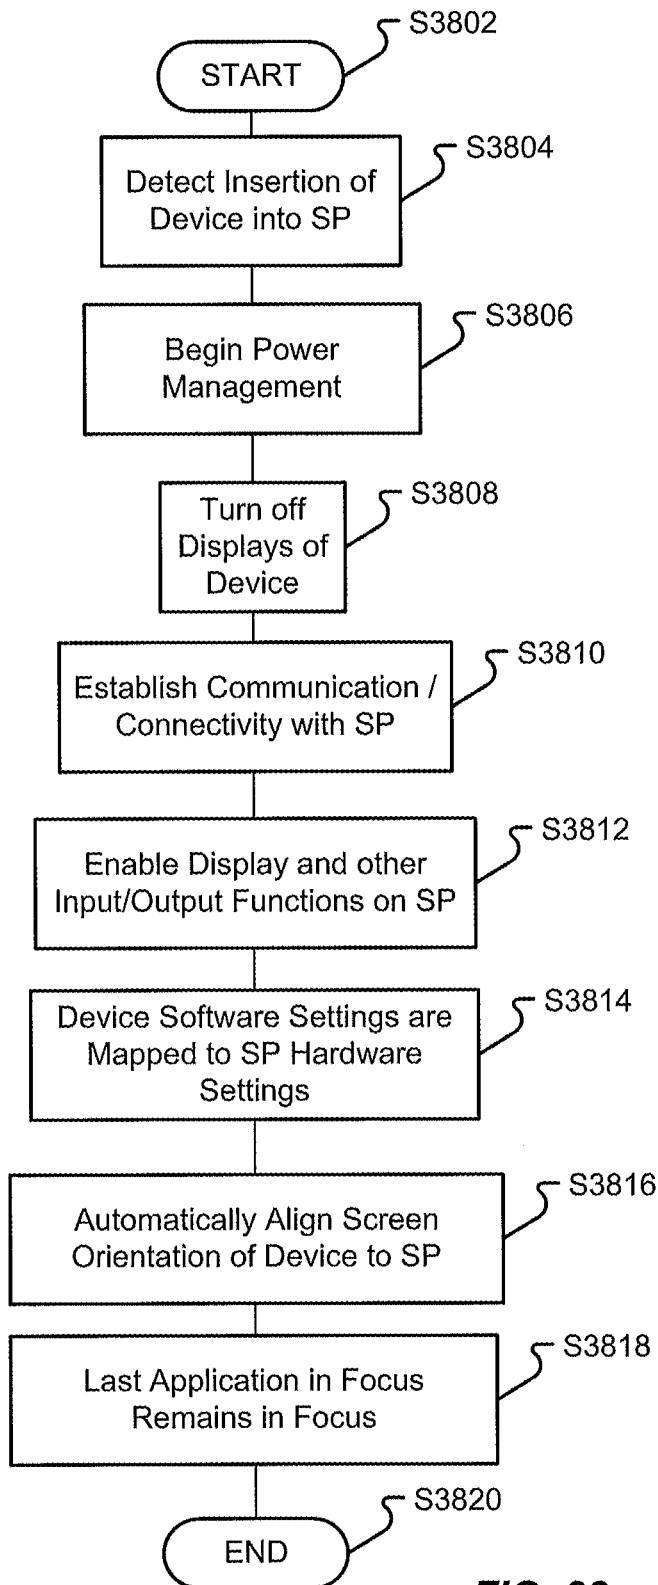 S3802
START
S3804
Detect Insertion of
Device into SP
S3806
Begin Power
Management
S3808
Turn off
Displays of
Device
S3810
Establish Communication /
Connectivity with SP
S3812
Enable Display and other
Input/Output Functions on SP
S3814
Device Software Settings are
Mapped to SP Hardware
Settings
S3816
Automatically Align Screen
Orientation of Device to SP
S3818
Last Application in Focus
Remains in Focus
S3820
END